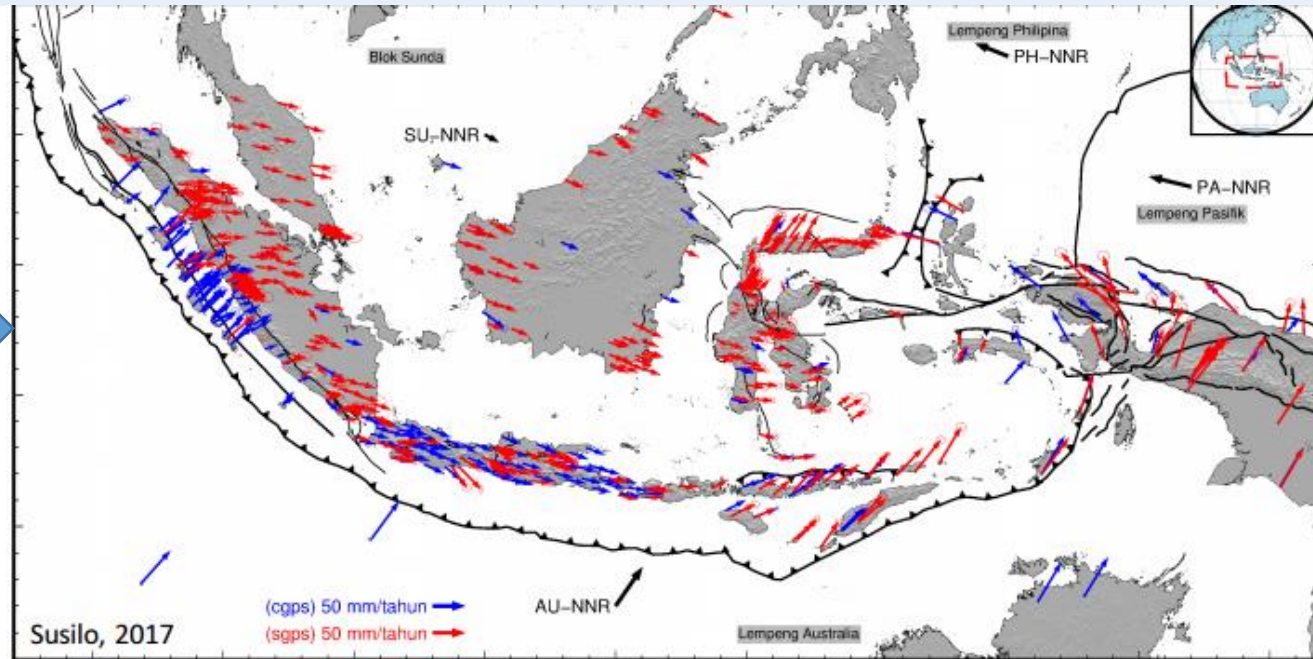 Lempeng Philipina
PH-NNR
Blok Sunda
SU-NNR
PA-NNR
Lempeng Pasifik
AU-NNR
(cgps) 50 mm/tahun
(sgps) 50 mm/tahun
Susilo, 2017
Lempeng Australia